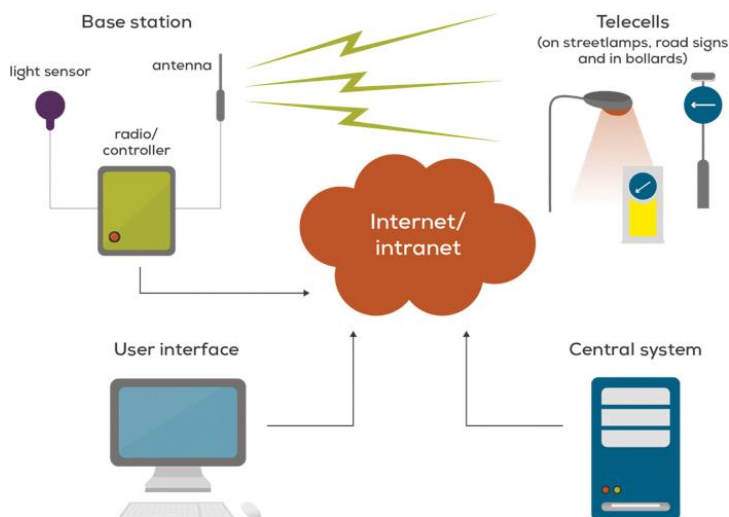 Base station
light sensor
antenna
radio/
controller
Telecells
(on streetlamps, road signs
and in bollards)
Internet/
intranet
User interface
Central system